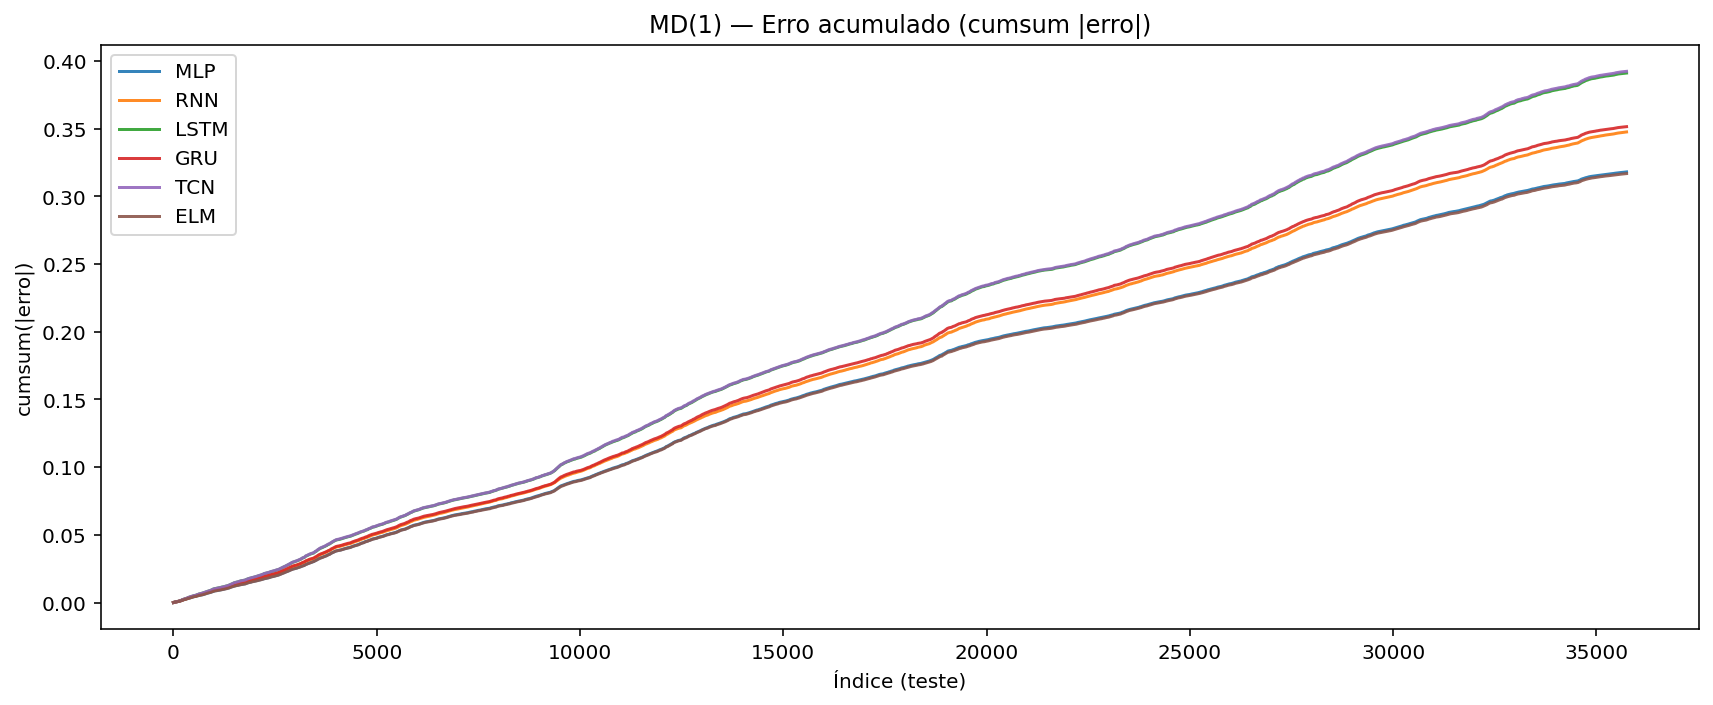 MD(1) — Erro acumulado (cumsum |erro|)
MLP
RNN
LSTM
GRU
TCN
ELM
cumsum(|erro|)
0.40
0.35
0.30
0.25
0.20
0.15
0.10
0.05
0.00
0 5000 10000 15000 20000 25000 30000 35000
Índice (teste)